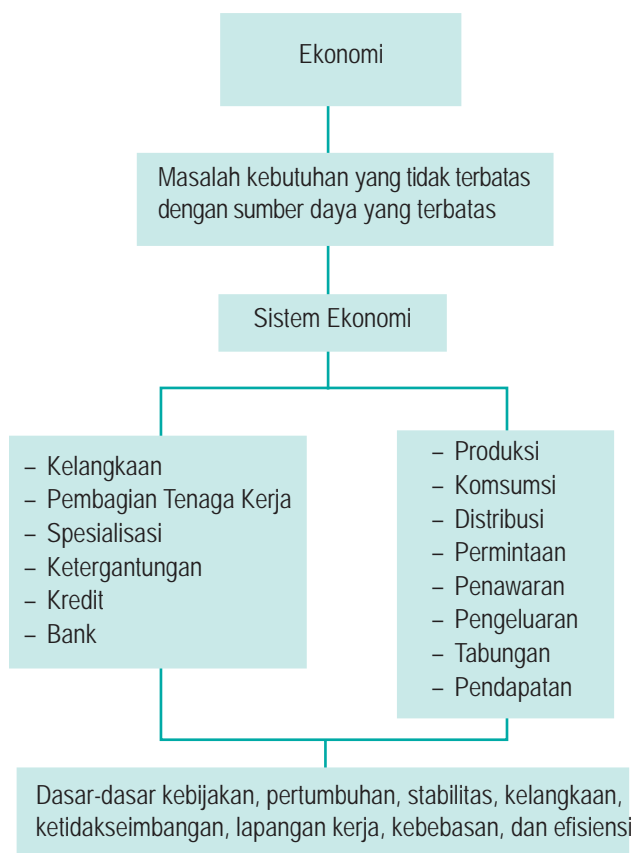 Ekonomi
Masalah kebutuhan yang tidak terbatas
dengan sumber daya yang terbatas
Sistem Ekonomi
– Kelangkaan
– Pembagian Tenaga Kerja
– Spesialisasi
– Ketergantungan
– Kredit
– Bank
– Produksi
– Komsumsi
– Distribusi
– Permintaan
– Penawaran
– Pengeluaran
– Tabungan
– Pendapatan
Dasar-dasar kebijakan, pertumbuhan, stabilitas, kelangkaan,
ketidakseimbangan, lapangan kerja, kebebasan, dan efisiensi